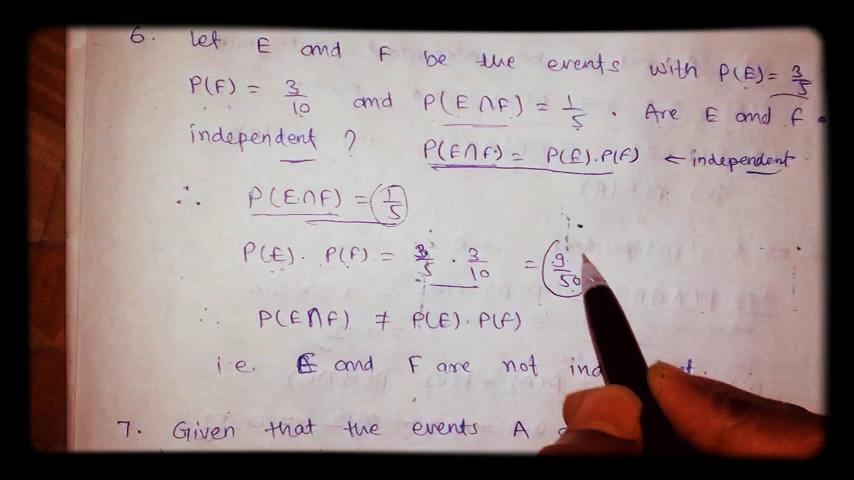 6. Let E and F be the events with P(E) = 3/5
P(F) = 3/10 and P(E∩F) = 1/5. Are E and F
independent ? P(E∩F) = P(E).P(F) ← independent
∴ P(E∩F) = 1/5
P(E). P(F) = 3/5 . 3/10 = 9/50
∴ P(E∩F) ≠ P(E).P(F)
i.e. E and F are not
7. Given that the events A